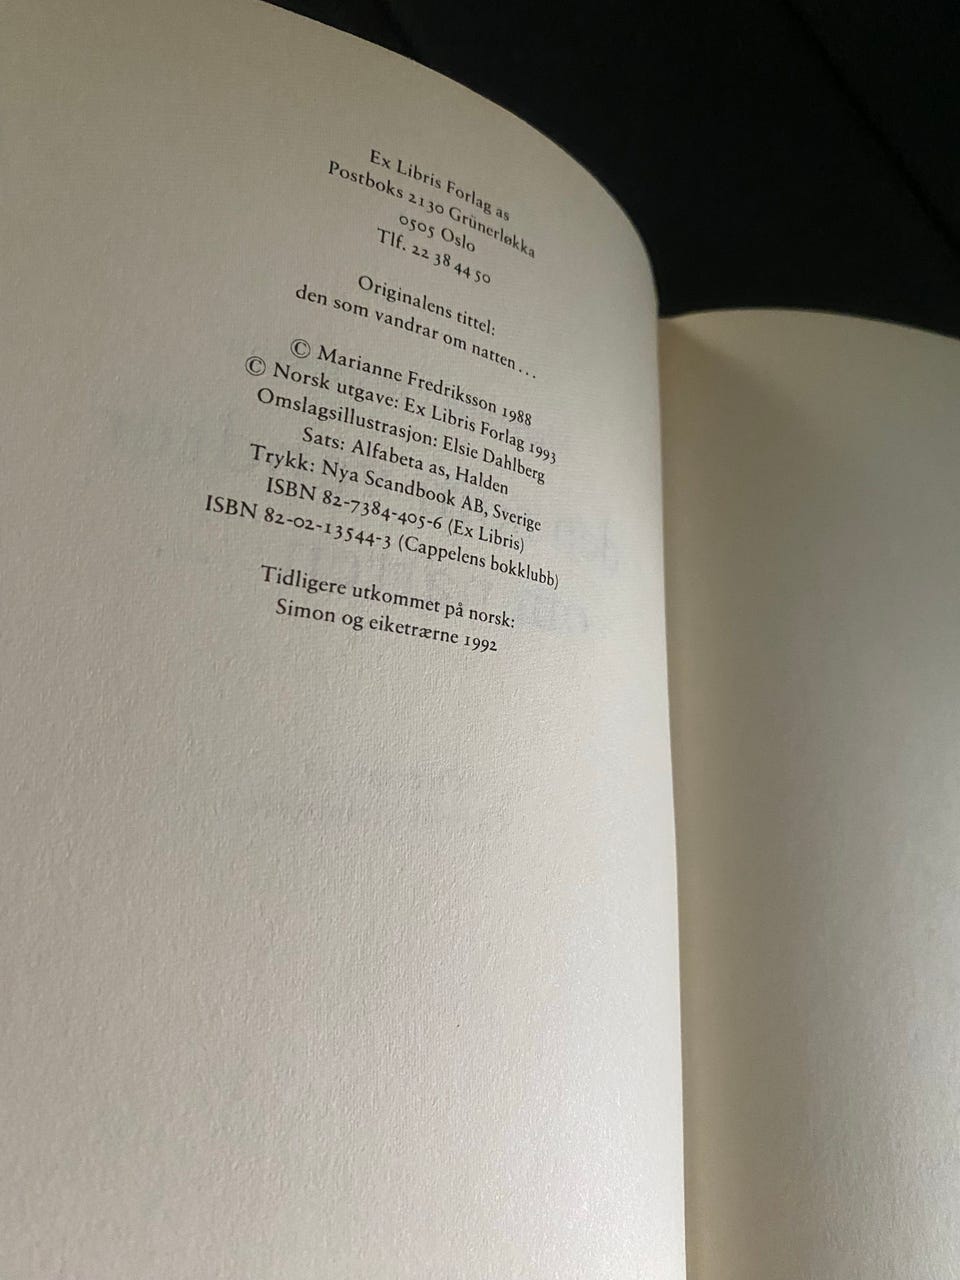 Ex Libris Forlag as
Postboks 2130 Grünerløkka
0505 Oslo
Tlf. 22 38 44 50
Originalens tittel:
den som vandrar om natten...
© Marianne Fredriksson 1988
© Norsk utgave: Ex Libris Forlag 1993
Omslagsillustrasjon: Elsie Dahlberg
Sats: Alfabeta as, Halden
Trykk: Nya Scandbook AB, Sverige
ISBN 82-7384-405-6 (Ex Libris)
ISBN 82-02-13544-3 (Cappelens bokklubb)
Tidligere utkommet på norsk:
Simon og eiketrærne 1992